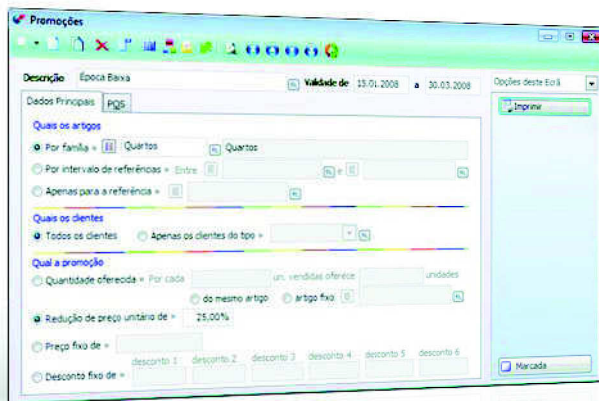 Promoções
Descrição Época Baixa Validade de 15.01.2008 a 30.03.2008
Opções deste Ecrã
Imprimir
Dados Principais PQS
Quais os artigos
Por família » Quartos Quartos
Por intervalo de referências » Entre e
Apenas para a referência »
Quais os clientes
Todos os clientes Apenas os clientes do tipo »
Qual a promoção
Quantidade oferecida » Por cada un. vendidas oferece unidades
do mesmo artigo artigo fixo
Redução de preço unitário de » 25,00%
Preço fixo de »
desconto 1 desconto 2 desconto 3 desconto 4 desconto 5 desconto 6
Desconto fixo de »
Marcada